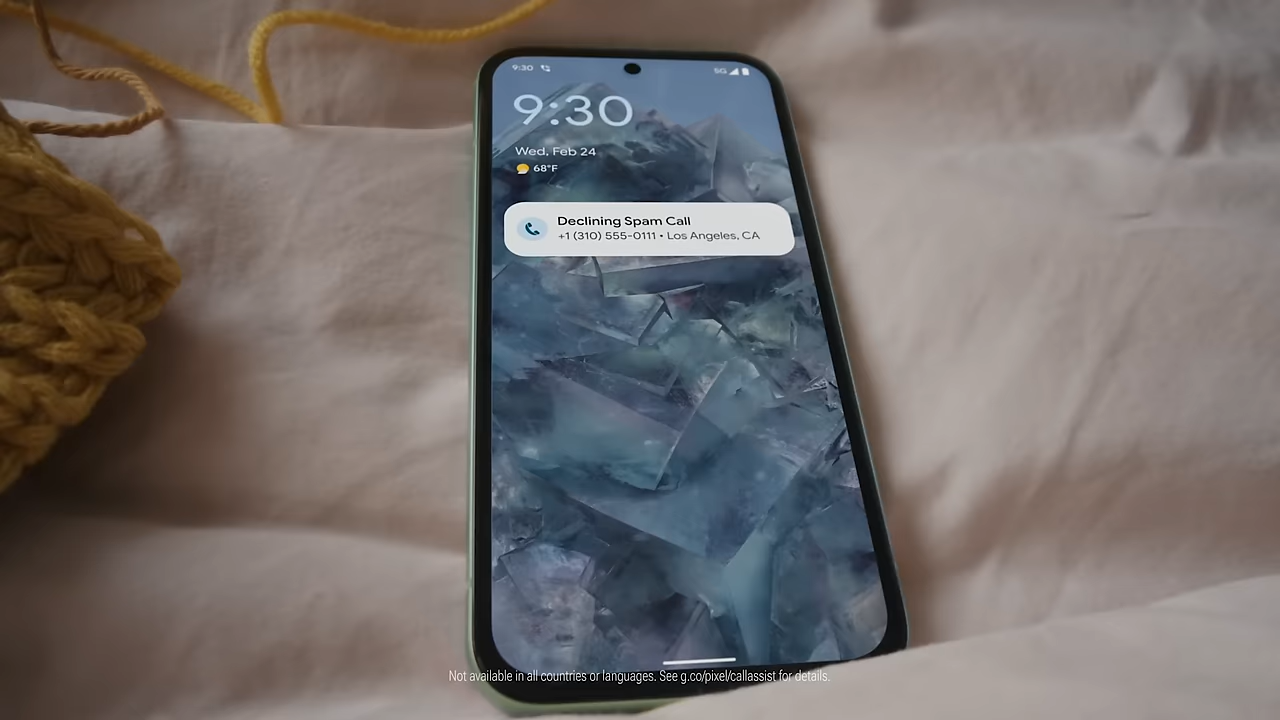 9:30
5G
9:30
Wed, Feb 24
68°F
Declining Spam Call
+1 (310) 555-0111 • Los Angeles, CA
Not available in all countries or languages. See g.co/pixel/callassist for details.